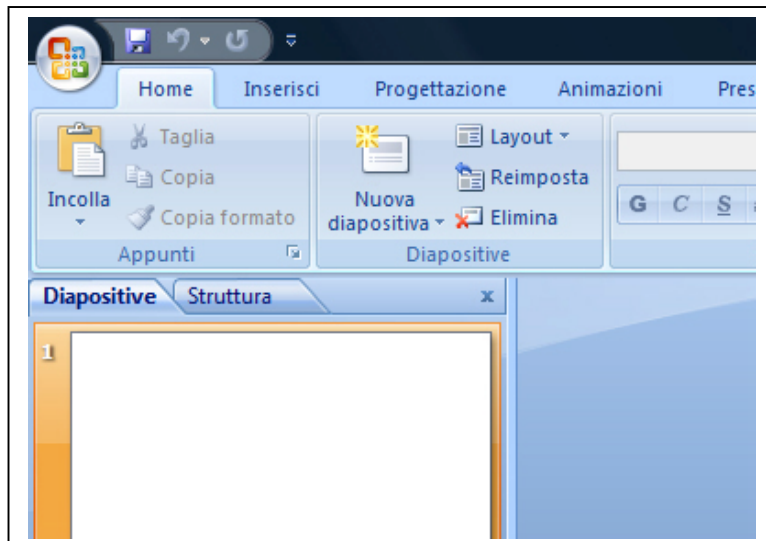 Home Inserisci Progettazione Animazioni Pres
Taglia
Copia
Copia formato
Incolla
Appunti
Nuova
diapositiva
Layout
Reimposta
Elimina
Diapositive
G C S
Diapositive Struttura x
1